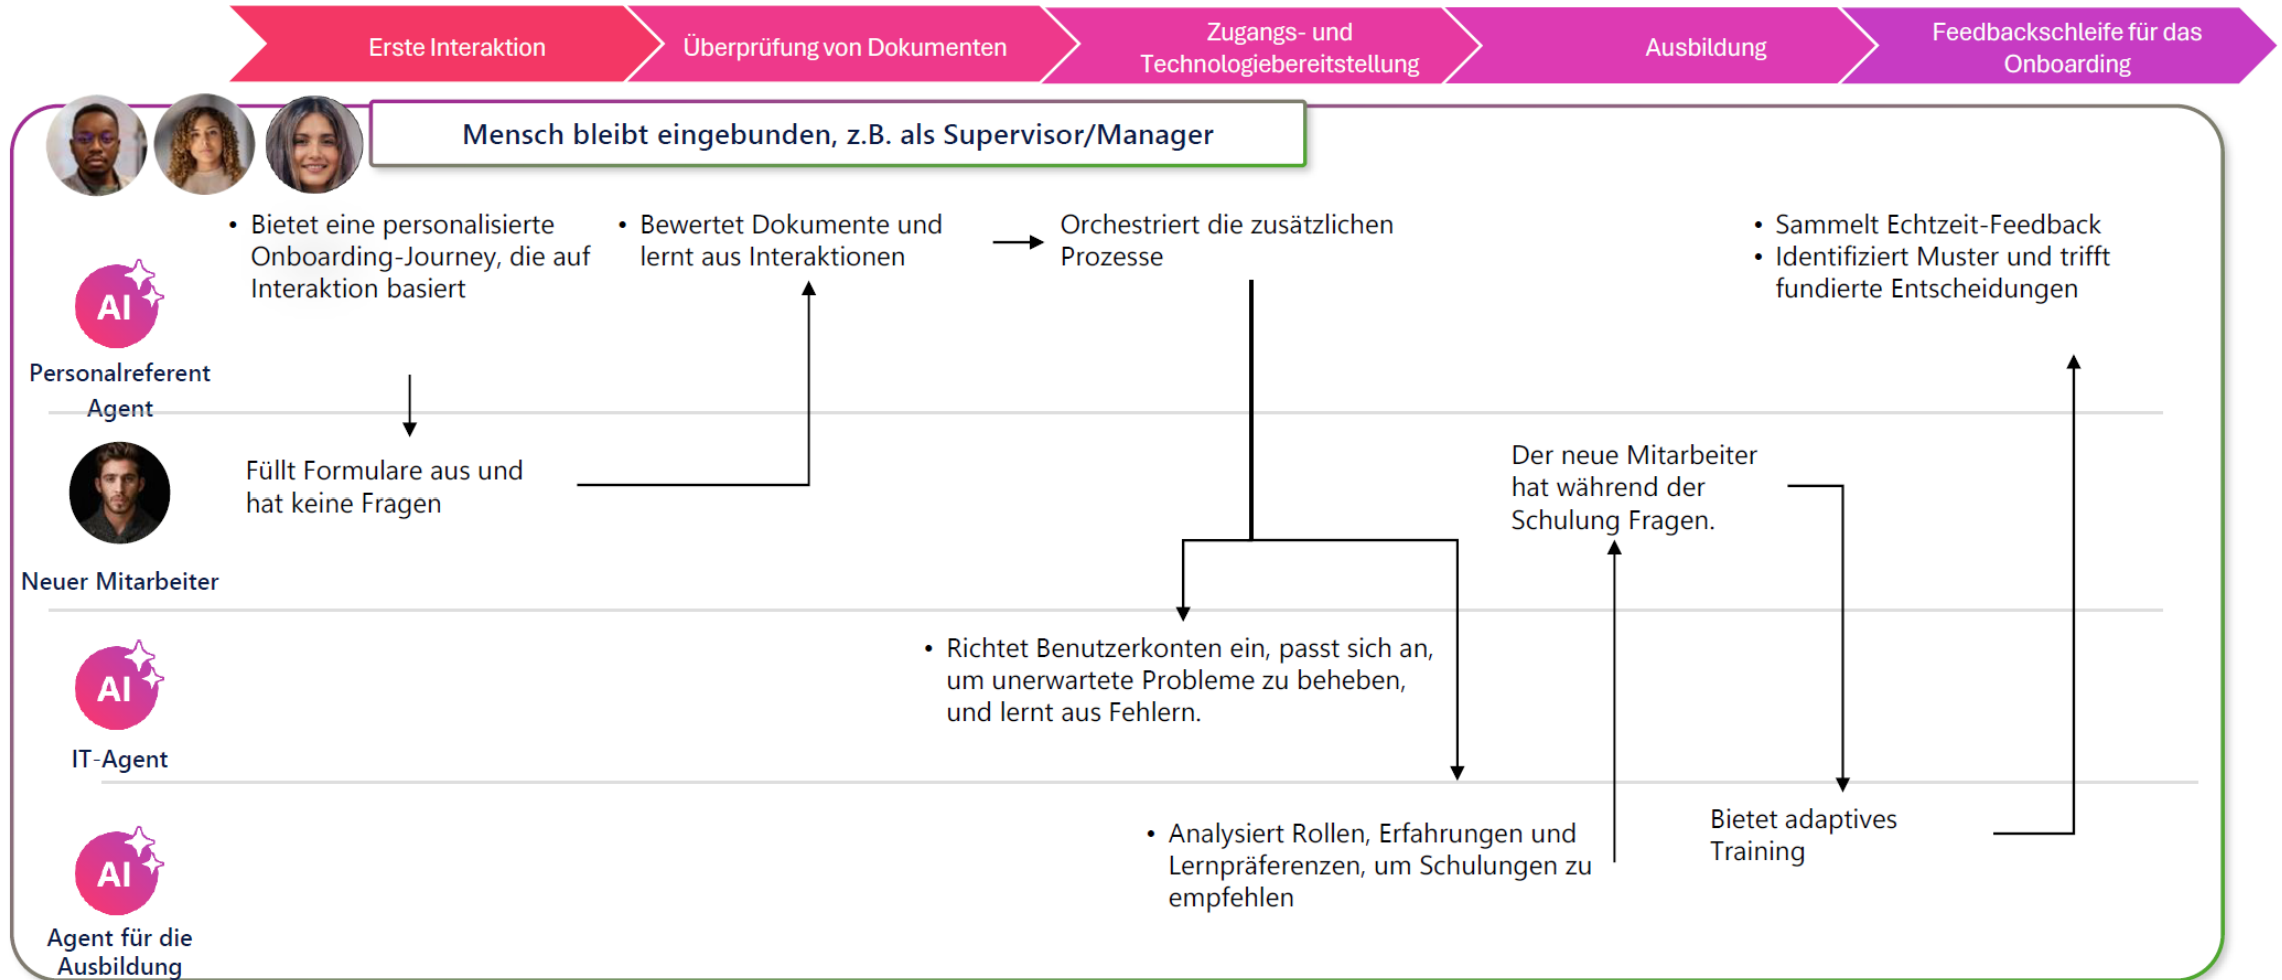 Erste Interaktion
Überprüfung von Dokumenten
Zugangs- und
Technologiebereitstellung
Ausbildung
Feedbackschleife für das
Onboarding
Mensch bleibt eingebunden, z.B. als Supervisor/Manager
• Bietet eine personalisierte
Onboarding-Journey, die auf
Interaktion basiert
• Bewertet Dokumente und
lernt aus Interaktionen
Orchestriert die zusätzlichen
Prozesse
• Sammelt Echtzeit-Feedback
• Identifiziert Muster und trifft
fundierte Entscheidungen
AI
Personalreferent
Agent
Füllt Formulare aus und
hat keine Fragen
Der neue Mitarbeiter
hat während der
Schulung Fragen.
Neuer Mitarbeiter
• Richtet Benutzerkonten ein, passt sich an,
um unerwartete Probleme zu beheben,
und lernt aus Fehlern.
AI
IT-Agent
• Analysiert Rollen, Erfahrungen und
Lernpräferenzen, um Schulungen zu
empfehlen
Bietet adaptives
Training
AI
Agent für die
Ausbildung